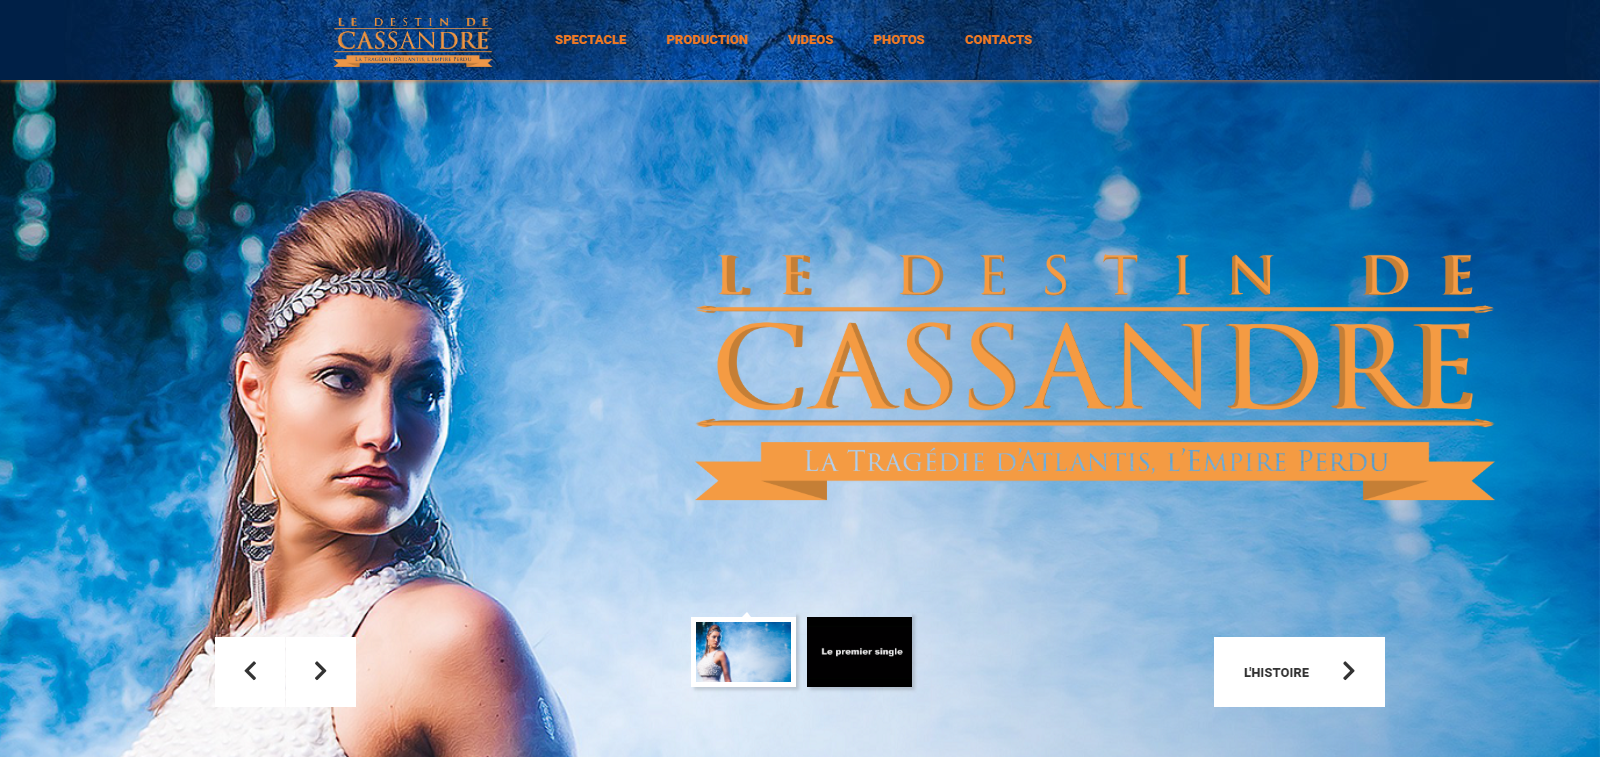 LE DESTIN DE
CASSANDRE
LA TRAGÉDIE D'ATLANTIS, L'EMPIRE PERDU
SPECTACLE
PRODUCTION
VIDEOS
PHOTOS
CONTACTS
LE DESTIN DE
CASSANDRE
LA TRAGÉDIE D'ATLANTIS, L'EMPIRE PERDU
Le premier single
L'HISTOIRE